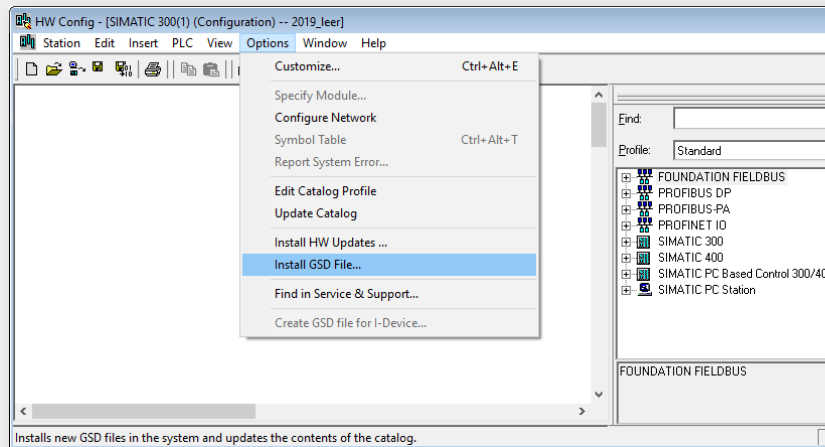 HW Config - [SIMATIC 300(1) (Configuration) -- 2019_leer]
Station Edit Insert PLC View Options Window Help
Customize... Ctrl+Alt+E
Specify Module...
Configure Network
Symbol Table Ctrl+Alt+T
Report System Error...
Edit Catalog Profile
Update Catalog
Install HW Updates ...
Install GSD File...
Find in Service & Support...
Create GSD file for I-Device...
Find:
Profile: Standard
FOUNDATION FIELDBUS
PROFIBUS DP
PROFIBUS-PA
PROFINET IO
SIMATIC 300
SIMATIC 400
SIMATIC PC Based Control 300/40
SIMATIC PC Station
FOUNDATION FIELDBUS
Installs new GSD files in the system and updates the contents of the catalog.